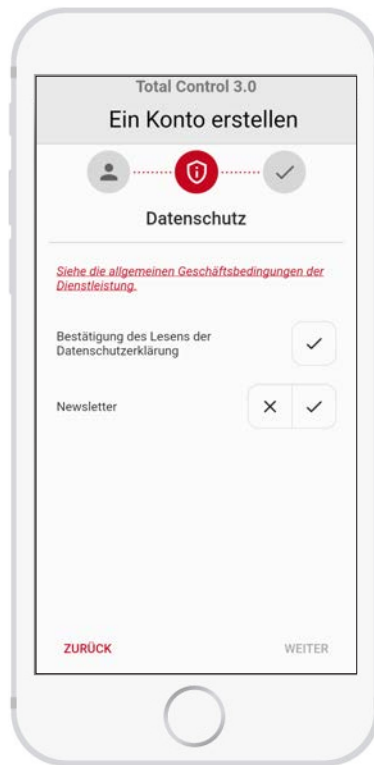 Total Control 3.0
Ein Konto erstellen
Datenschutz
Siehe die allgemeinen Geschäftsbedingungen der
Dienstleistung.
Bestätigung des Lesens der
Datenschutzerklärung
Newsletter
ZURÜCK
WEITER